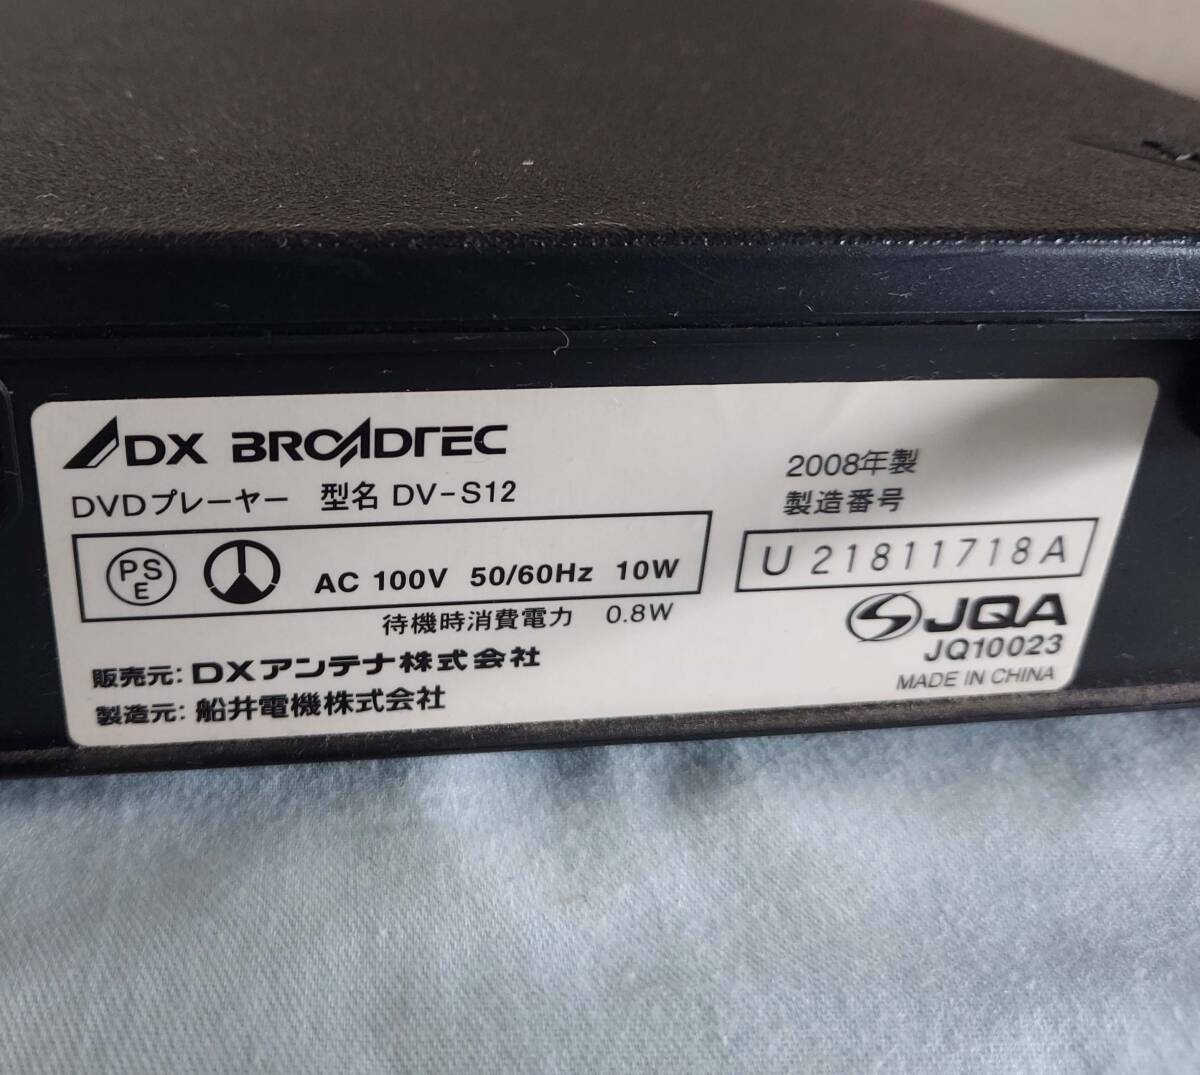 DX BROADTEC
DVDプレーヤー 型名 DV-S12
PSE AC 100V 50/60Hz 10W
待機時消費電力 0.8W
販売元: DXアンテナ株式会社
製造元: 船井電機株式会社
2008年製
製造番号
U21811718A
JQA
JQ10023
MADE IN CHINA